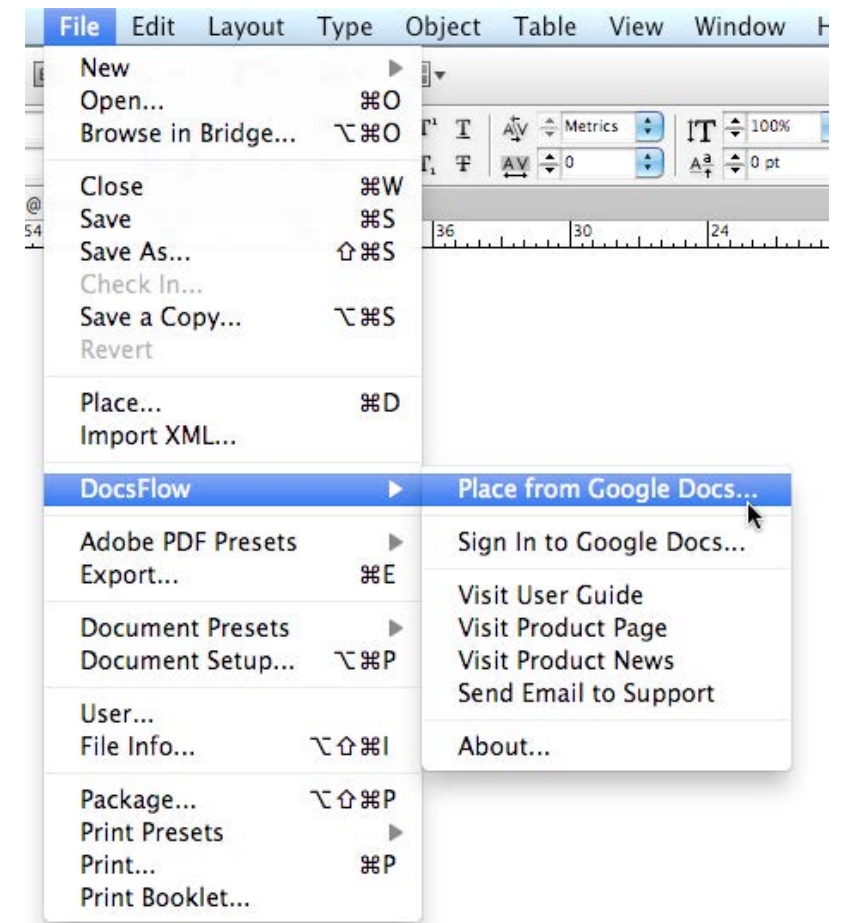 File Edit Layout Type Object Table View Window H
New
Open... ⌘O
Browse in Bridge... ⌥⌘O
Metrics 100%
0 0 pt
Close ⌘W
Save ⌘S
Save As... ⇧⌘S
@
54 36 30 24
Check In...
Save a Copy... ⌥⌘S
Revert
Place... ⌘D
Import XML...
DocsFlow
Place from Google Docs...
Adobe PDF Presets
Sign In to Google Docs...
Export... ⌘E
Visit User Guide
Document Presets
Visit Product Page
Document Setup... ⌥⌘P
Visit Product News
Send Email to Support
User...
File Info... ⌥⇧⌘I
About...
Package... ⌥⇧⌘P
Print Presets
Print... ⌘P
Print Booklet...